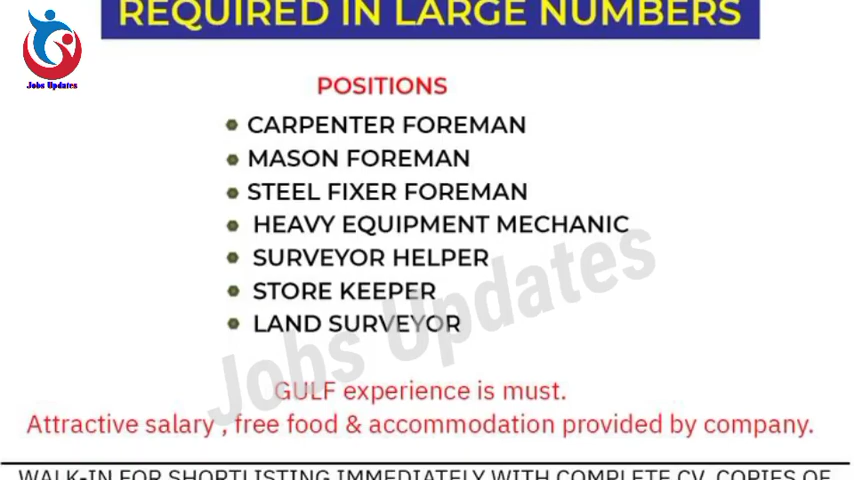 REQUIRED IN LARGE NUMBERS
Jobs Updates
POSITIONS
CARPENTER FOREMAN
MASON FOREMAN
STEEL FIXER FOREMAN
HEAVY EQUIPMENT MECHANIC
SURVEYOR HELPER
STORE KEEPER
LAND SURVEYOR
Jobs Updates
GULF experience is must.
Attractive salary , free food & accommodation provided by company.
WALK-IN FOR SHORTLISTING IMMEDIATELY WITH COMPLETE CV, COPIES OF